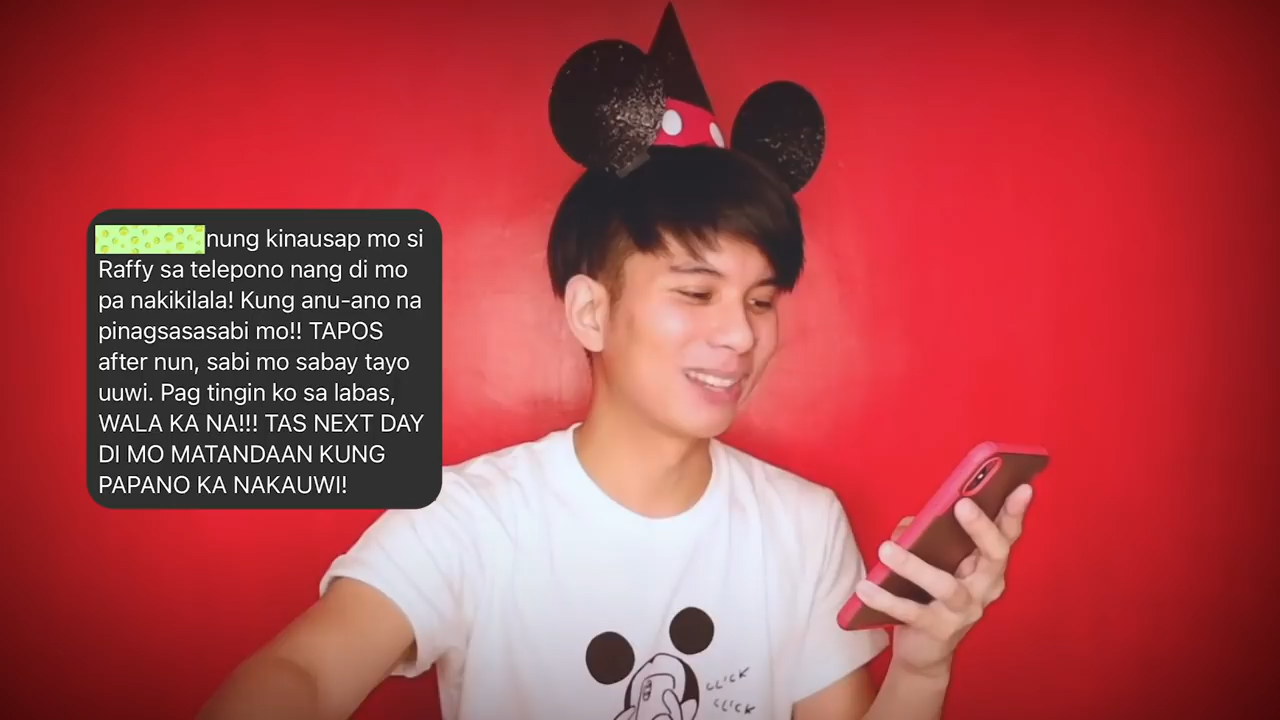 nung kinausap mo si
Raffy sa telepono nang di mo
pa nakikilala! Kung anu-ano na
pinagsasasabi mo!! TAPOS
after nun, sabi mo sabay tayo
uuwi. Pag tingin ko sa labas,
WALA KA NA!!! TAS NEXT DAY
DI MO MATANDAAN KUNG
PAPANO KA NAKAUWI!
CLICK
CLICK